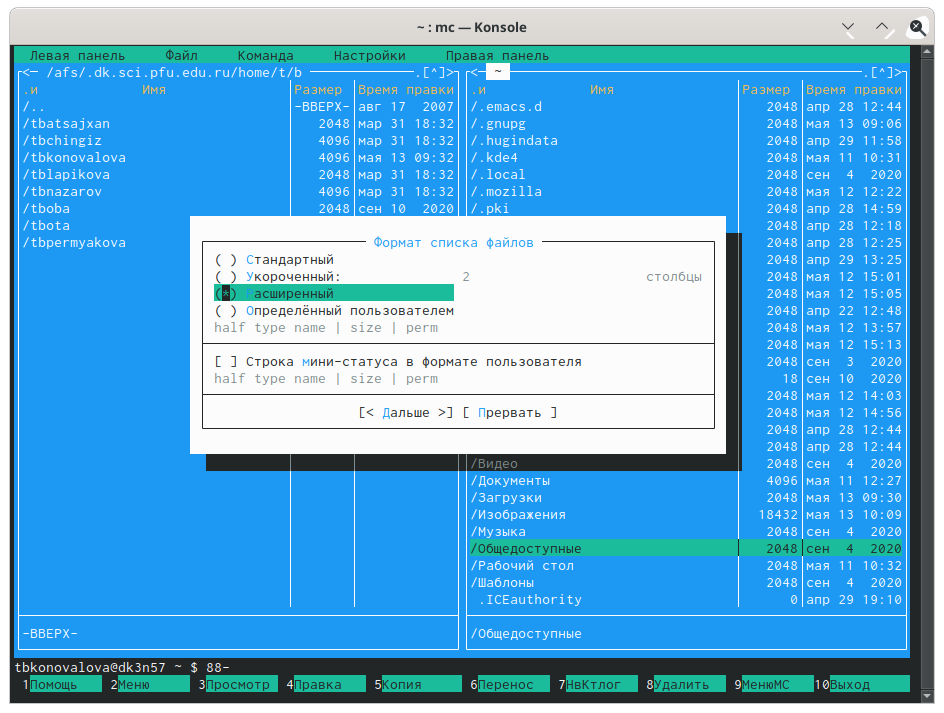 ~ : mc — Konsole
Левая панель Файл Команда Настройки Правая панель
<─ /afs/.dk.sci.pfu.edu.ru/home/t/b .[^]>
.и Имя Размер Время правки
/.. -ВВЕРХ- авг 17 2007
/tbatsajxan 2048 мар 31 18:32
/tbchingiz 4096 мар 31 18:32
/tbkonovalova 4096 мая 13 09:32
/tblapikova 2048 мар 31 18:32
/tbnazarov 4096 мар 31 18:32
/tboba 2048 сен 10 2020
/tbota
/tbpermyakova
-ВВЕРХ-
<─ ~ .[^]>
.и Имя Размер Время правки
/.emacs.d 2048 апр 28 12:44
/.gnupg 2048 мая 13 09:06
/.hugindata 2048 апр 29 11:58
/.kde4 2048 мая 11 10:31
/.local 2048 сен 4 2020
/.mozilla 2048 мая 12 12:22
/.pki 2048 апр 28 14:59
2048 апр 28 12:18
2048 апр 28 12:25
2048 апр 29 13:25
2048 мая 12 15:01
2048 мая 12 15:05
2048 апр 22 12:48
2048 мая 12 13:57
2048 мая 12 15:13
2048 сен 3 2020
18 сен 10 2020
2048 мая 12 14:03
2048 мая 12 14:56
2048 апр 28 12:44
2048 апр 28 12:44
/Видео 2048 сен 4 2020
/Документы 4096 мая 11 12:27
/Загрузки 2048 мая 13 09:30
/Изображения 18432 мая 13 10:09
/Музыка 2048 сен 4 2020
/Общедоступные 2048 сен 4 2020
/Рабочий стол 2048 мая 11 10:32
/Шаблоны 2048 сен 4 2020
.ICEauthority 0 апр 29 19:10
/Общедоступные
Формат списка файлов
( ) Стандартный
( ) Укороченный: 2 столбцы
(*) асширенный
( ) Определённый пользователем
half type name | size | perm
[ ] Строка мини-статуса в формате пользователя
half type name | size | perm
[< Дальше >] [ Прервать ]
tbkonovalova@dk3n57 ~ $ 88-
1Помощь 2Меню 3Просмотр 4Правка 5Копия 6Перенос 7НвКтлог 8Удалить 9МенюМС 10Выход